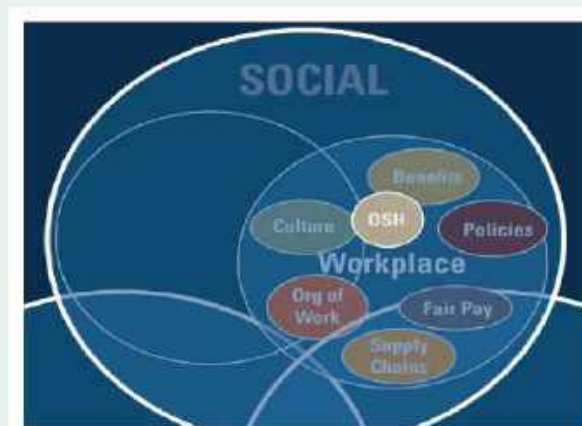 SOCIAL
Benefits
Culture
OSH
Policies
Workplace
Org of
Work
Fair Pay
Supply
Chains